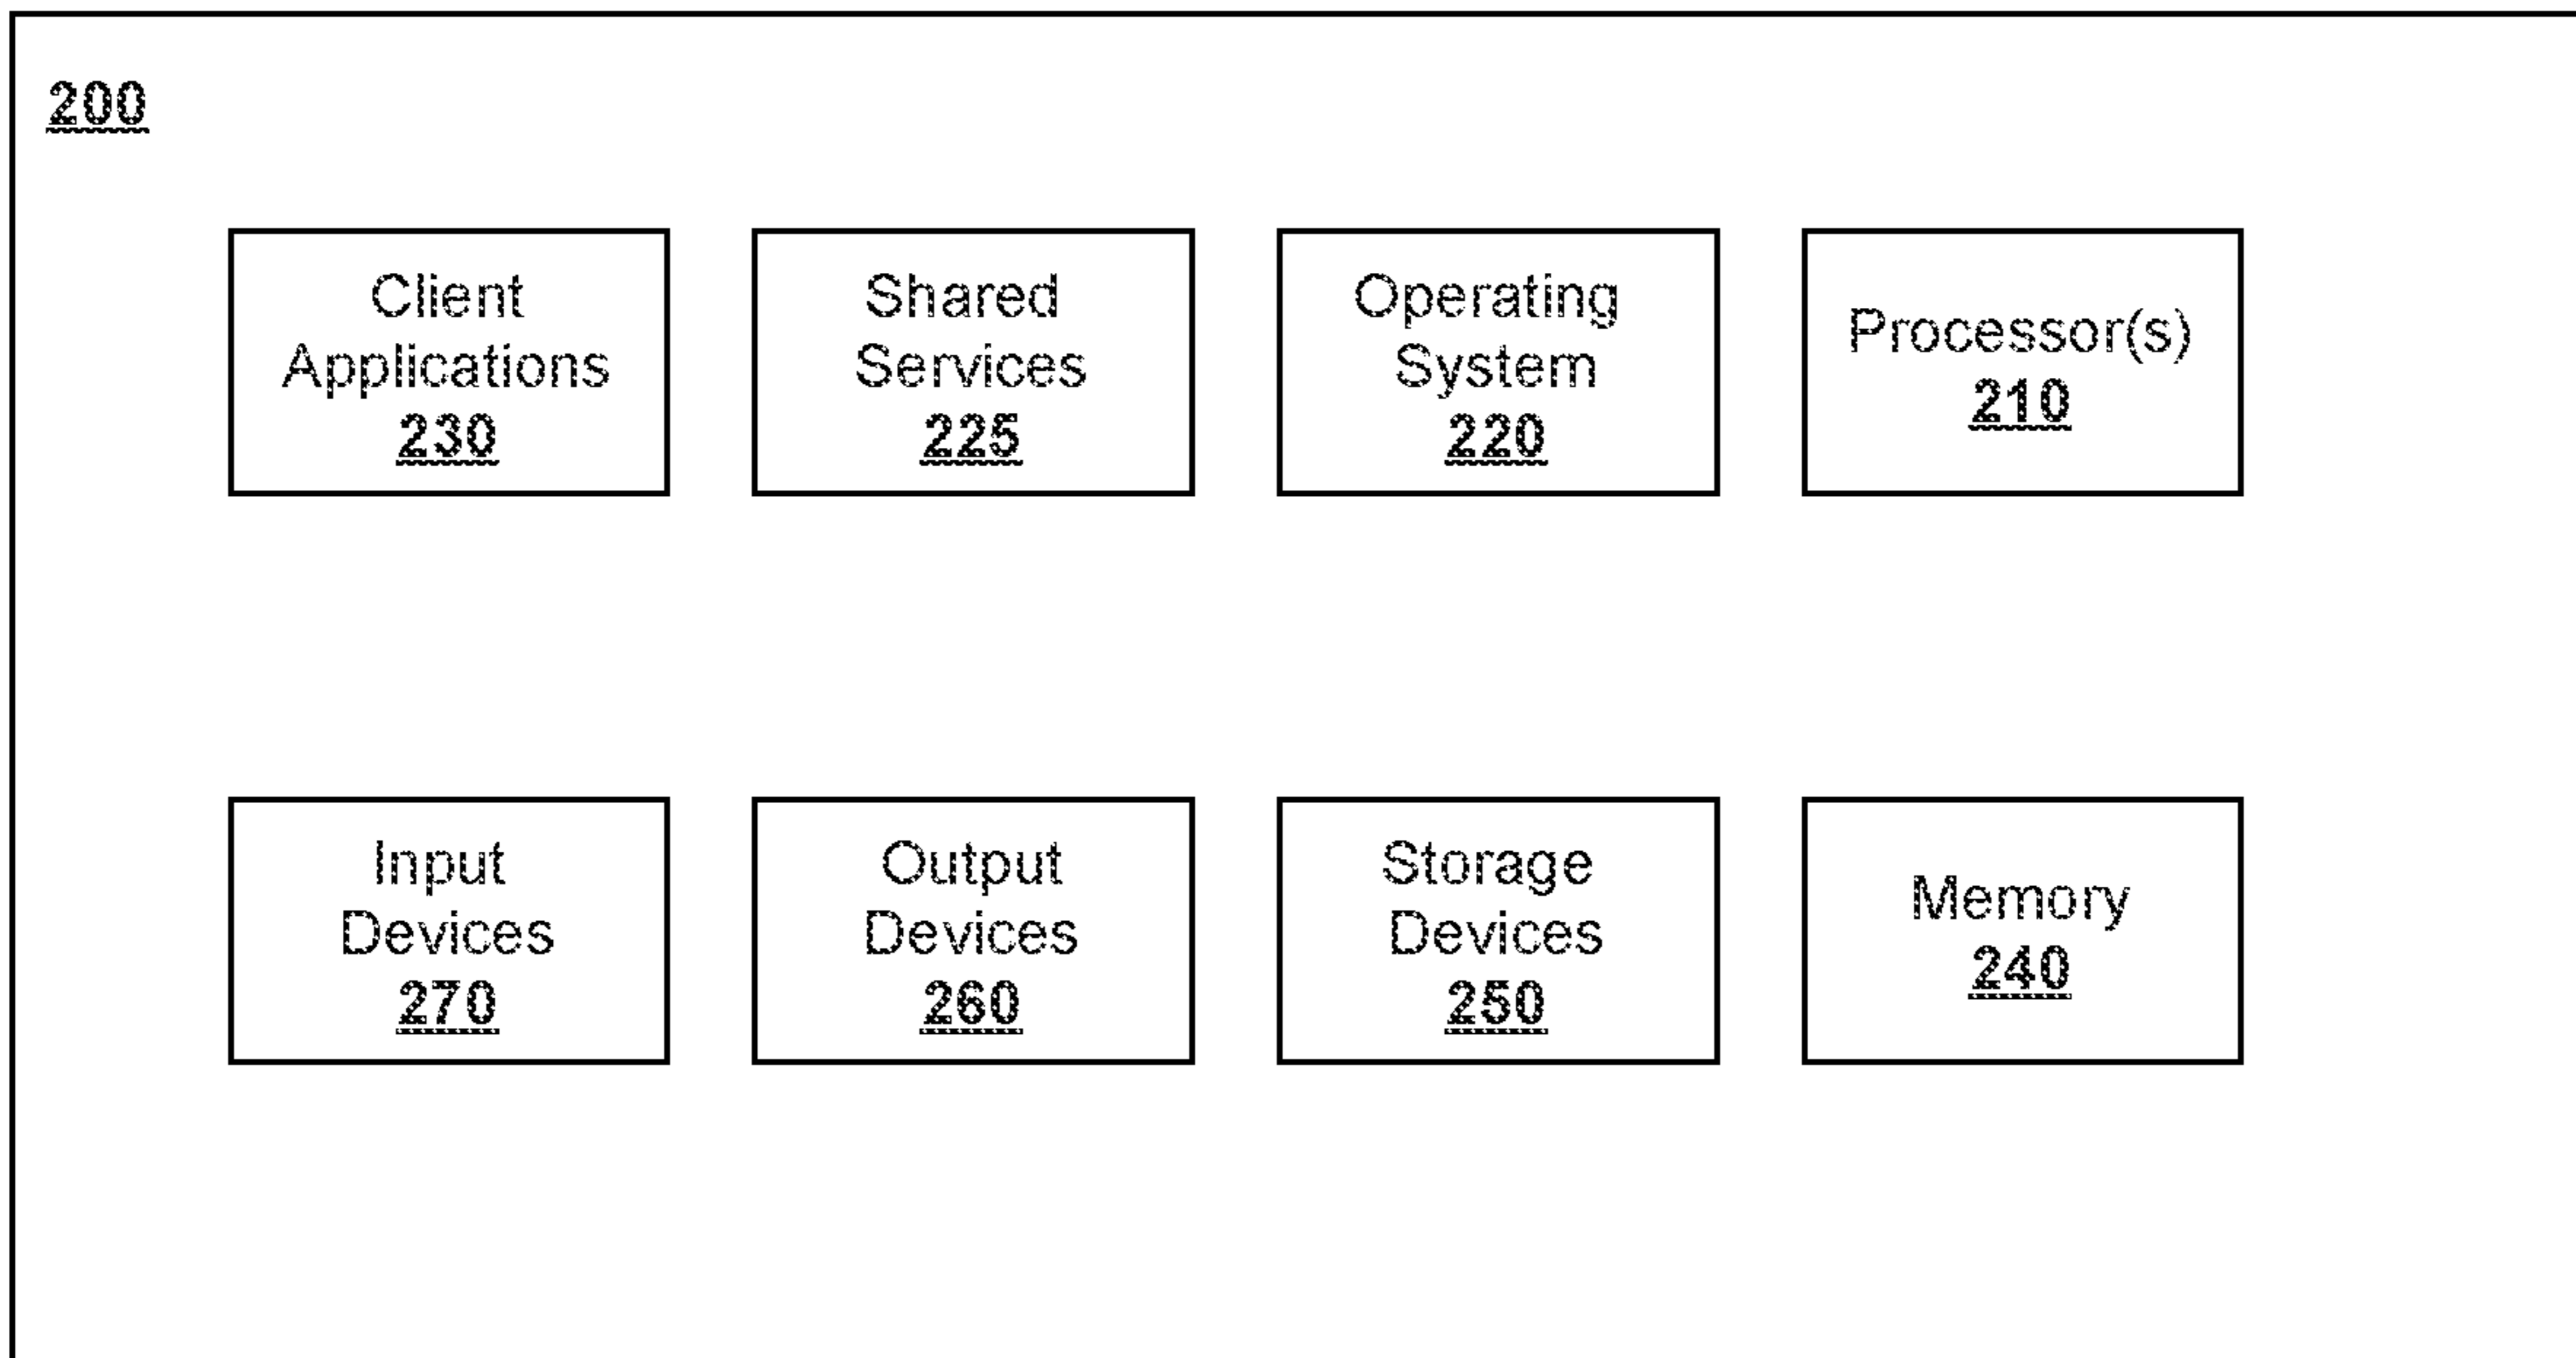 200
Client
Applications
230
Shared
Services
225
Operating
System
220
Processor(s)
210
Input
Devices
270
Output
Devices
260
Storage
Devices
250
Memory
240